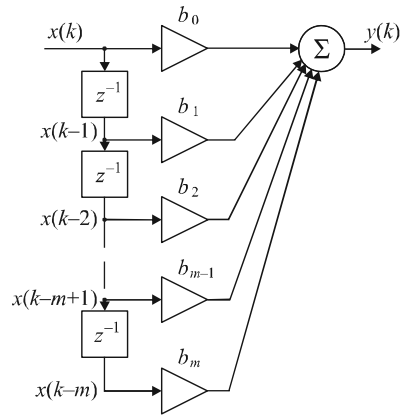 b₀
x(k)
Σ
y(k)
z⁻¹
b₁
x(k–1)
z⁻¹
b₂
x(k–2)
bₘ₋₁
x(k–m+1)
z⁻¹
bₘ
x(k–m)